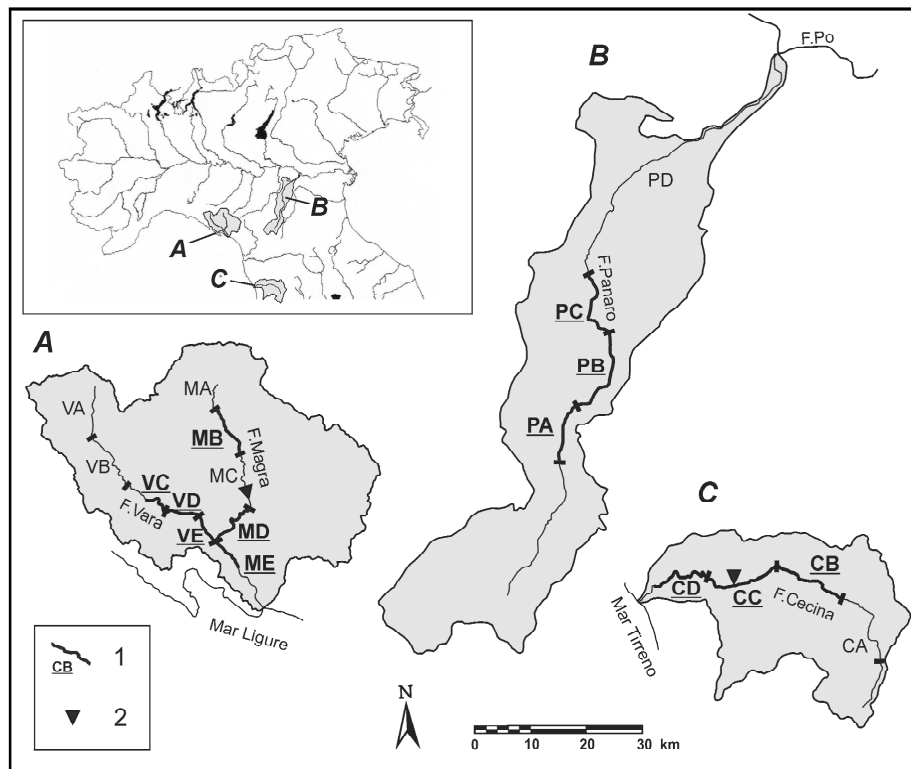 B
F.Po
B
A
C
PD
F.Panaro
PC
PB
PA
A
MA
VA
MB
F.Magra
VB
MC
VC
VD
F.Vara
VE
MD
ME
Mar Ligure
C
CB
CD
CC
F.Cecina
CA
Mar Tirreno
CB
1
2
N
0 10 20 30 km